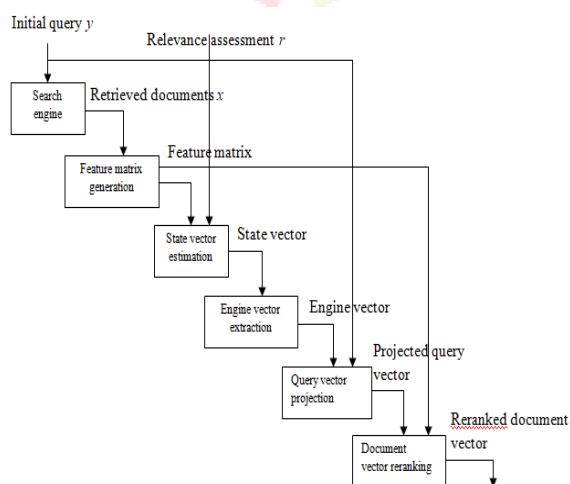 Initial query y
Relevance assessment r
Search
engine
Retrieved documents x
Feature matrix
Feature matrix
generation
State vector
estimation
State vector
Engine vector
extraction
Engine vector
Projected query
vector
Query vector
projection
Reranked document
vector
Document
vector reranking